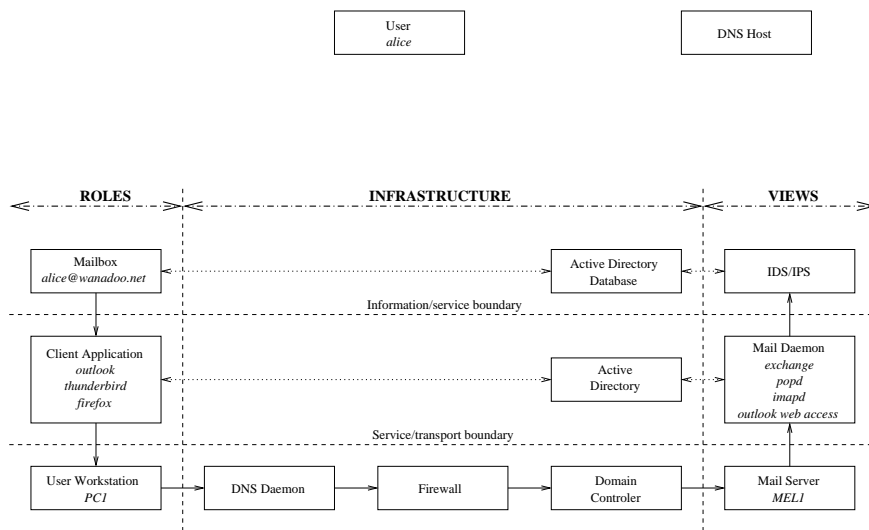 User
alice
DNS Host
ROLES
INFRASTRUCTURE
VIEWS
Mailbox
alice@wanadoo.net
Active Directory
Database
IDS/IPS
Information/service boundary
Client Application
outlook
thunderbird
firefox
Active
Directory
Mail Daemon
exchange
popd
imapd
outlook web access
Service/transport boundary
User Workstation
PC1
DNS Daemon
Firewall
Domain
Controler
Mail Server
MEL1